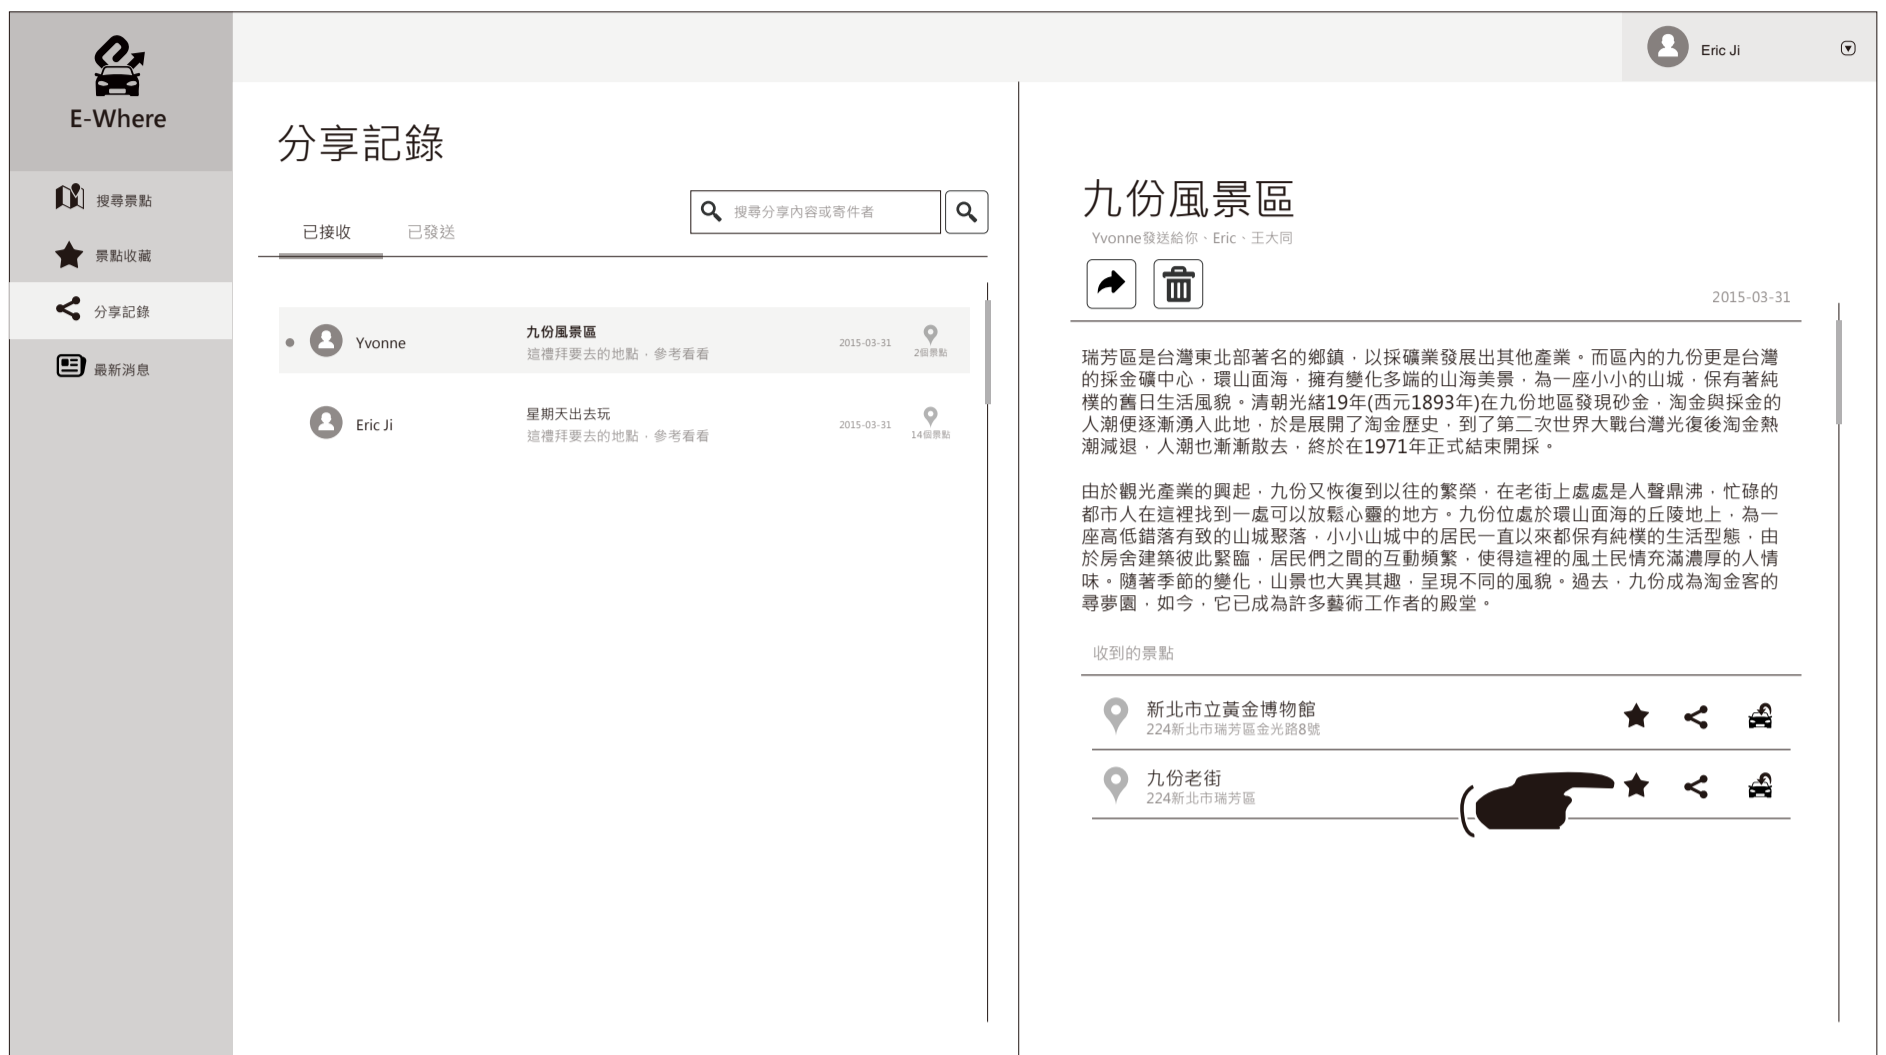 E-Where
Eric Ji
搜尋景點
景點收藏
分享記錄
最新消息
分享記錄
已接收
已發送
搜尋分享內容或寄件者
Yvonne
九份風景區
這禮拜要去的地點，參考看看
2015-03-31
2個景點
Eric Ji
星期天出去玩
這禮拜要去的地點，參考看看
2015-03-31
14個景點
九份風景區
Yvonne發送給你、Eric、王大同
2015-03-31
瑞芳區是台灣東北部著名的鄉鎮，以採礦業發展出其他產業。而區內的九份更是台灣
的採金礦中心，環山面海，擁有變化多端的山海美景，為一座小小的山城，保有著純
樸的舊日生活風貌。清朝光緒19年(西元1893年)在九份地區發現砂金，淘金與採金的
人潮便逐漸湧入此地，於是展開了淘金歷史，到了第二次世界大戰台灣光復後淘金熱
潮減退，人潮也漸漸散去，終於在1971年正式結束開採。
由於觀光產業的興起，九份又恢復到以往的繁榮，在老街上處處是人聲鼎沸，忙碌的
都市人在這裡找到一處可以放鬆心靈的地方。九份位處於環山面海的丘陵地上，為一
座高低錯落有致的山城聚落，小小山城中的居民一直以來都保有純樸的生活型態，由
於房舍建築彼此緊臨，居民們之間的互動頻繁，使得這裡的風土民情充滿濃厚的人情
味。隨著季節的變化，山景也大異其趣，呈現不同的風貌。過去，九份成為淘金客的
尋夢園，如今，它已成為許多藝術工作者的殿堂。
收到的景點
新北市立黃金博物館
224新北市瑞芳區金光路8號
九份老街
224新北市瑞芳區